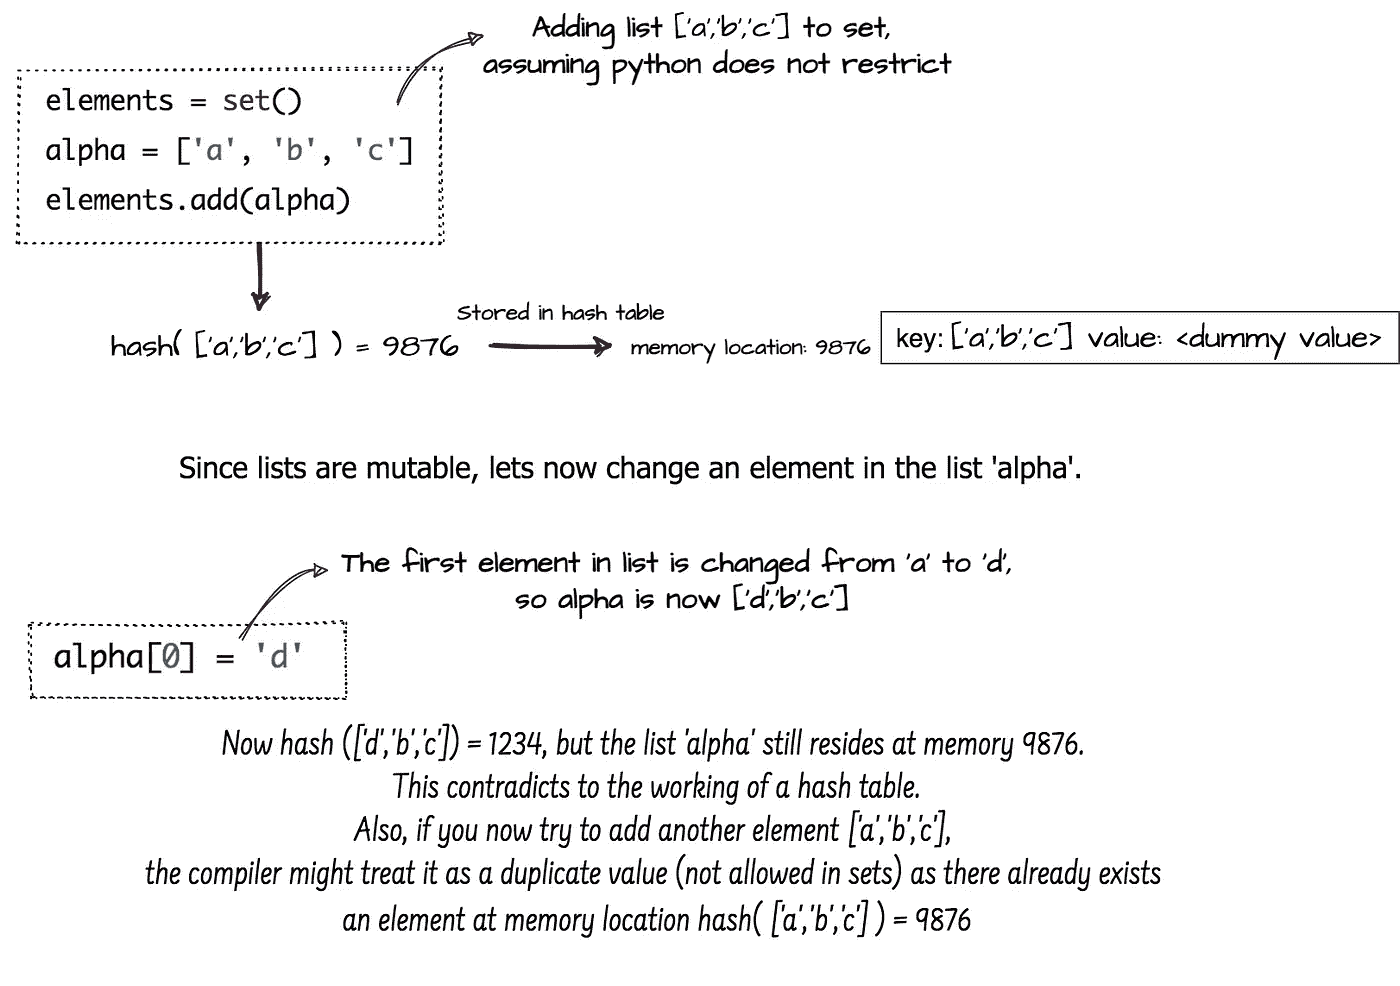 Adding list ['a','b','c'] to set,
assuming python does not restrict
elements = set()
alpha = ['a', 'b', 'c']
elements.add(alpha)
Stored in hash table
hash( ['a','b','c'] ) = 9876
memory location: 9876
key: ['a','b','c'] value: <dummy value>
Since lists are mutable, lets now change an element in the list 'alpha'.
The first element in list is changed from 'a' to 'd',
so alpha is now ['d','b','c']
alpha[0] = 'd'
Now hash (['d','b','c']) = 1234, but the list 'alpha' still resides at memory 9876.
This contradicts to the working of a hash table.
Also, if you now try to add another element ['a','b','c'],
the compiler might treat it as a duplicate value (not allowed in sets) as there already exists
an element at memory location hash( ['a','b','c'] ) = 9876